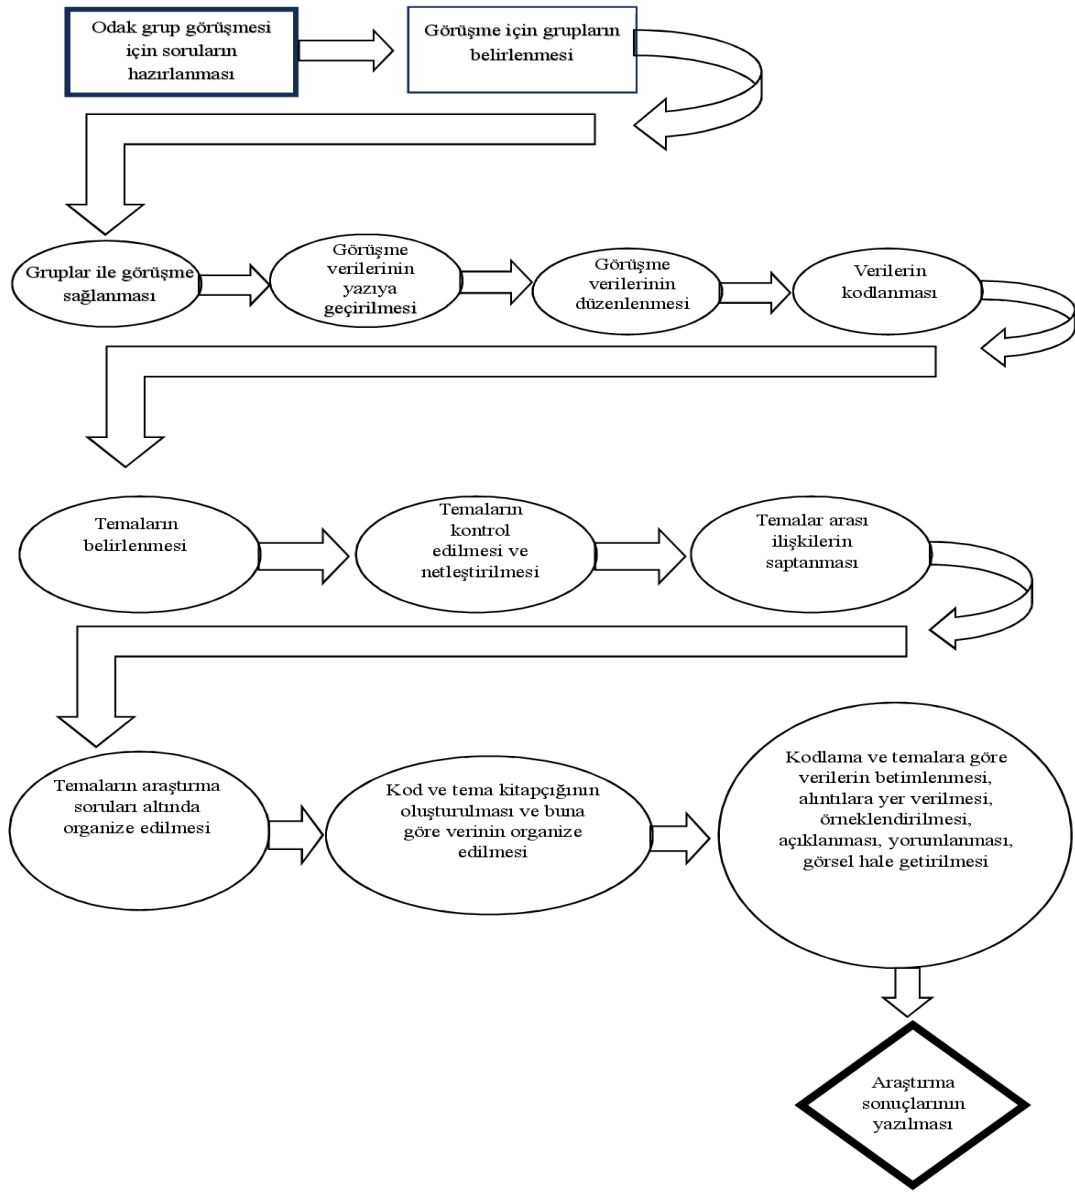 Odak grup görüşmesi
için soruların
hazırlanması
Görüşme için grupların
belirlenmesi
Gruplar ile görüşme
sağlanması
Görüşme
verilerinin
yazıya
geçirilmesi
Görüşme
verilerinin
düzenlenmesi
Verilerin
kodlanması
Temaların
belirlenmesi
Temaların
kontrol
edilmesi ve
netleştirilmesi
Temalar arası
ilişkilerin
saptanması
Temaların araştırma
soruları altında
organize edilmesi
Kod ve tema kitapçığının
oluşturulması ve buna
göre verinin organize
edilmesi
Kodlama ve temalara göre
verilerin betimlenmesi,
alıntılara yer verilmesi,
örneklendirilmesi,
açıklanması, yorumlanması,
görsel hale getirilmesi
Araştırma
sonuçlarının
yazılması